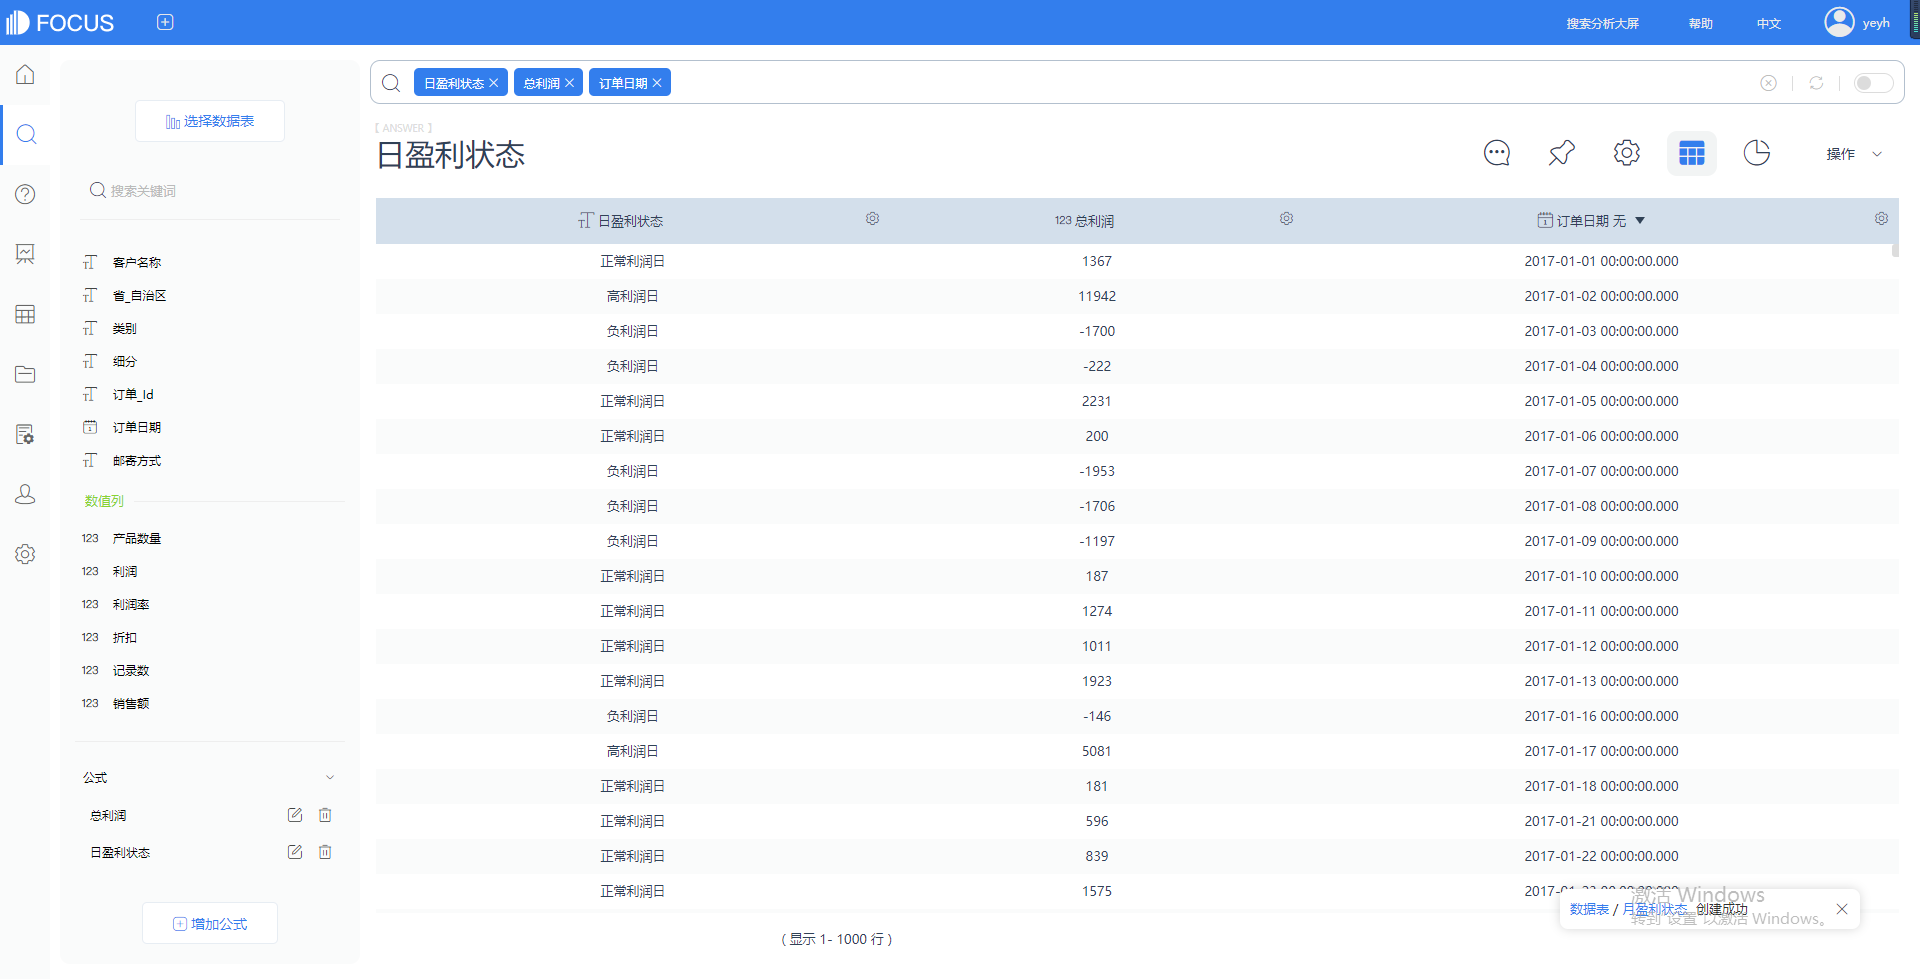 FOCUS
搜索分析大屏 帮助 中文 yeyh
选择数据表
搜索关键词
客户名称
省_自治区
类别
细分
订单_Id
订单日期
邮寄方式
数值列
123 产品数量
123 利润
123 利润率
123 折扣
123 记录数
123 销售额
公式
总利润
日盈利状态
增加公式
日盈利状态 总利润 订单日期
[ ANSWER ]
日盈利状态
操作
日盈利状态 123 总利润 订单日期 无
正常利润日 1367 2017-01-01 00:00:00.000
高利润日 11942 2017-01-02 00:00:00.000
负利润日 -1700 2017-01-03 00:00:00.000
负利润日 -222 2017-01-04 00:00:00.000
正常利润日 2231 2017-01-05 00:00:00.000
正常利润日 200 2017-01-06 00:00:00.000
负利润日 -1953 2017-01-07 00:00:00.000
负利润日 -1706 2017-01-08 00:00:00.000
负利润日 -1197 2017-01-09 00:00:00.000
正常利润日 187 2017-01-10 00:00:00.000
正常利润日 1274 2017-01-11 00:00:00.000
正常利润日 1011 2017-01-12 00:00:00.000
正常利润日 1923 2017-01-13 00:00:00.000
负利润日 -146 2017-01-16 00:00:00.000
高利润日 5081 2017-01-17 00:00:00.000
正常利润日 181 2017-01-18 00:00:00.000
正常利润日 596 2017-01-21 00:00:00.000
正常利润日 839 2017-01-22 00:00:00.000
正常利润日 1575
激活 Windows
数据表 / 月盈利状态 创建成功
转到"设置"以激活 Windows。
( 显示 1- 1000 行 )